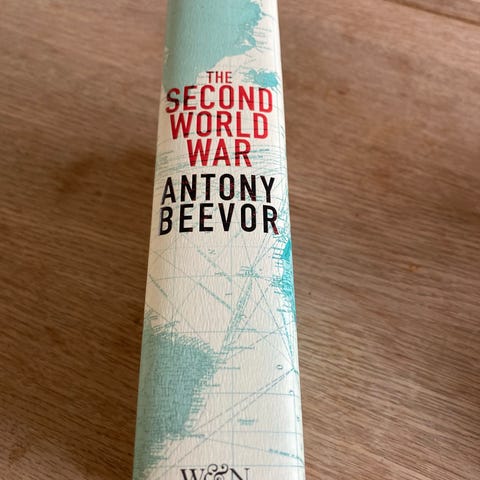 THE
SECOND
WORLD
WAR
ANTONY
BEEVOR
W&N